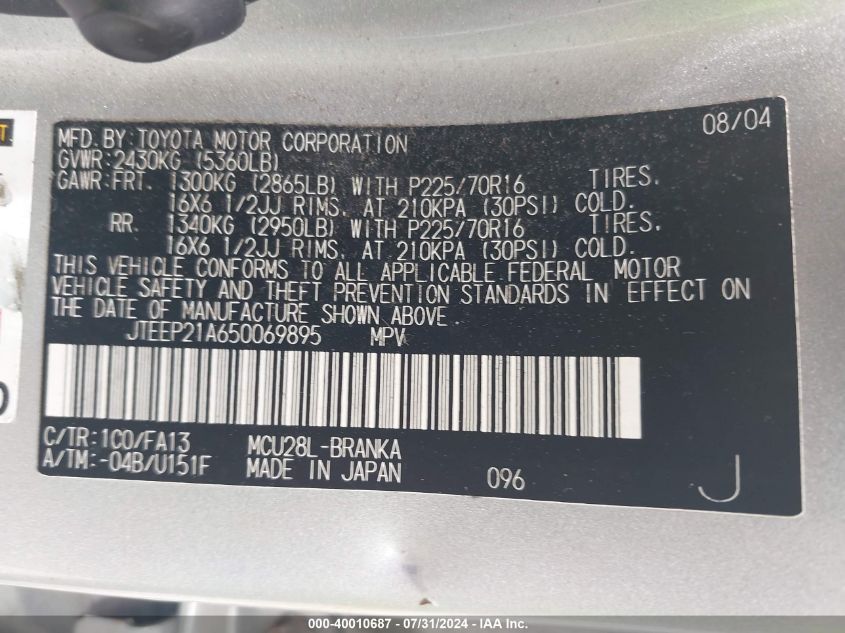 08/04
MFD. BY: TOYOTA MOTOR CORPORATION
GVWR: 2430KG (5360LB)
GAWR: FRT. 1300KG (2865LB) WITH P225/70R16 TIRES.
16X6 1/2JJ RIMS. AT 210KPA (30PSI) COLD.
RR. 1340KG (2950LB) WITH P225/70R16 TIRES.
16X6 1/2JJ RIMS. AT 210KPA (30PSI) COLD.
THIS VEHICLE CONFORMS TO ALL APPLICABLE FEDERAL MOTOR
VEHICLE SAFETY AND THEFT PREVENTION STANDARDS IN EFFECT ON
THE DATE OF MANUFACTURE SHOWN ABOVE.
JTEEP21A650069895 MPV
C/TR: 1C0/FA13 MCU28L-BRANKA
A/TM: -04B/U151F MADE IN JAPAN 096
J
000-40010687 / 07/31/2024 - IAA Inc.